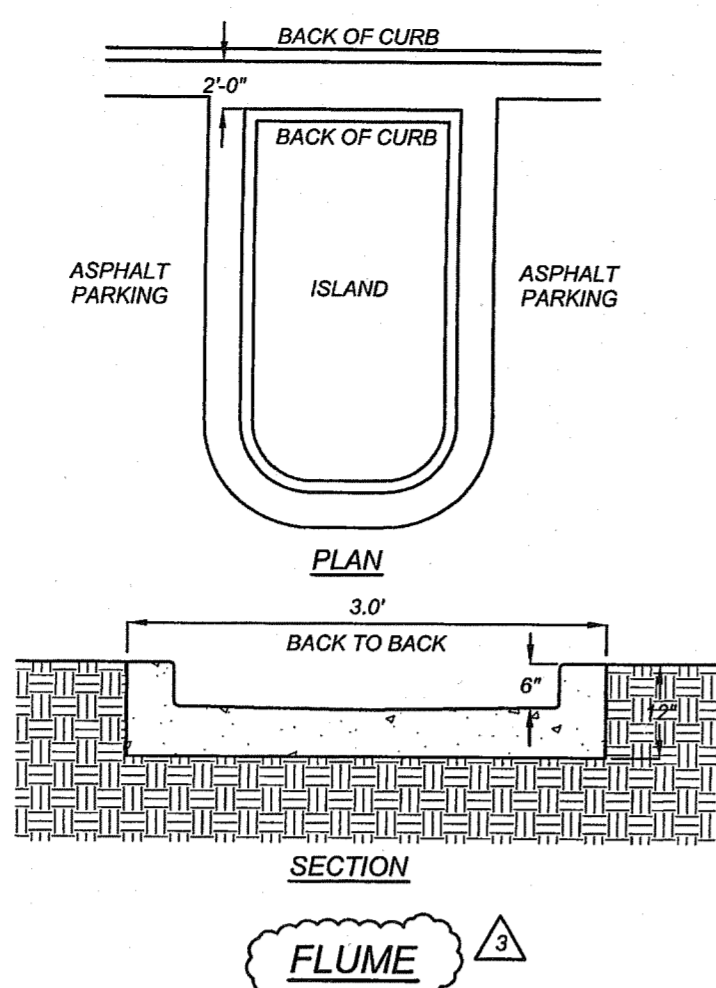 BACK OF CURB
2'-0"
BACK OF CURB
ASPHALT
PARKING
ISLAND
ASPHALT
PARKING
PLAN
3.0'
BACK TO BACK
6"
12"
SECTION
FLUME
3